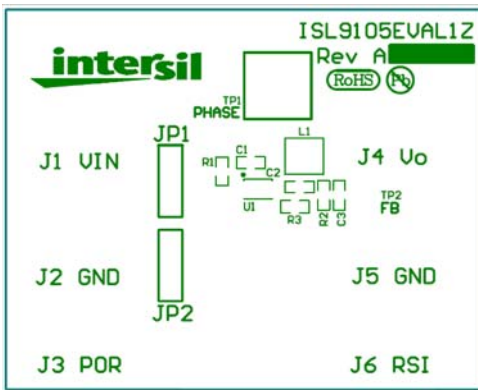 ISL9105EVAL1Z
intersil
Rev A
RoHS
Pb
TP1
PHASE
JP1
L1
J1 VIN
R1
C1
C2
J4 Vo
U1
R3
R2
C3
TP2
FB
J2 GND
J5 GND
JP2
J3 POR
J6 RSI